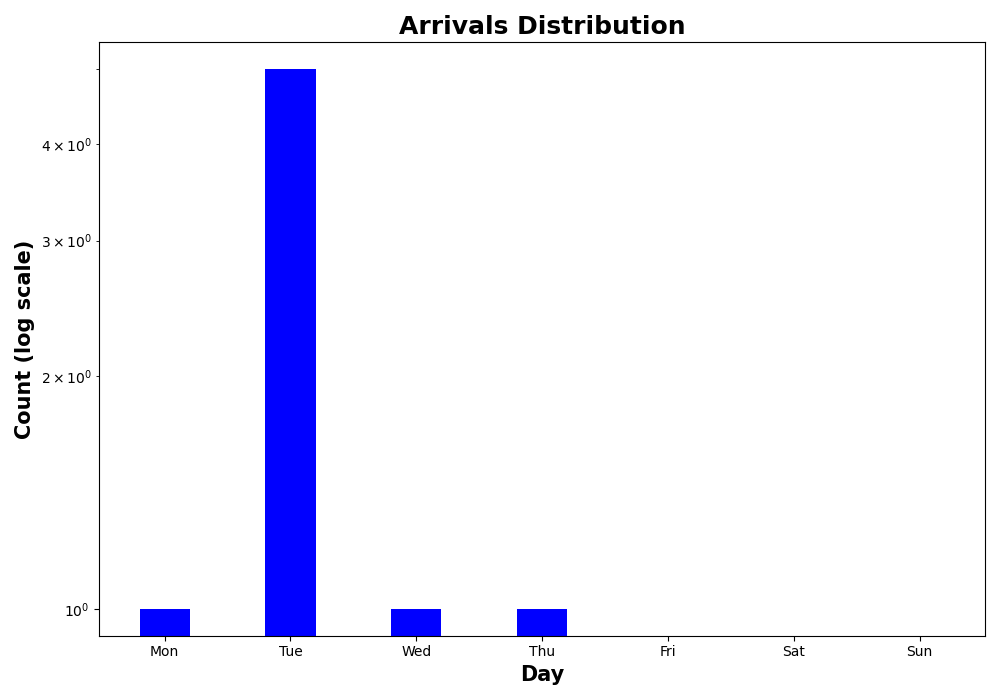 Arrivals Distribution
Count (log scale)
4 × 10⁰
3 × 10⁰
2 × 10⁰
10⁰
Mon Tue Wed Thu Fri Sat Sun
Day